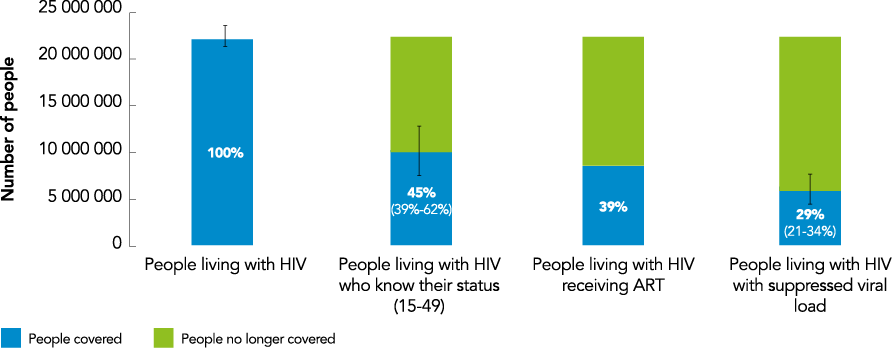 Number of people
25 000 000
20 000 000
15 000 000
10 000 000
5 000 000
0
100%
45%
(39%-62%)
39%
29%
(21-34%)
People living with HIV
People living with HIV
who know their status
(15-49)
People living with HIV
receiving ART
People living with HIV
with suppressed viral
load
People covered
People no longer covered